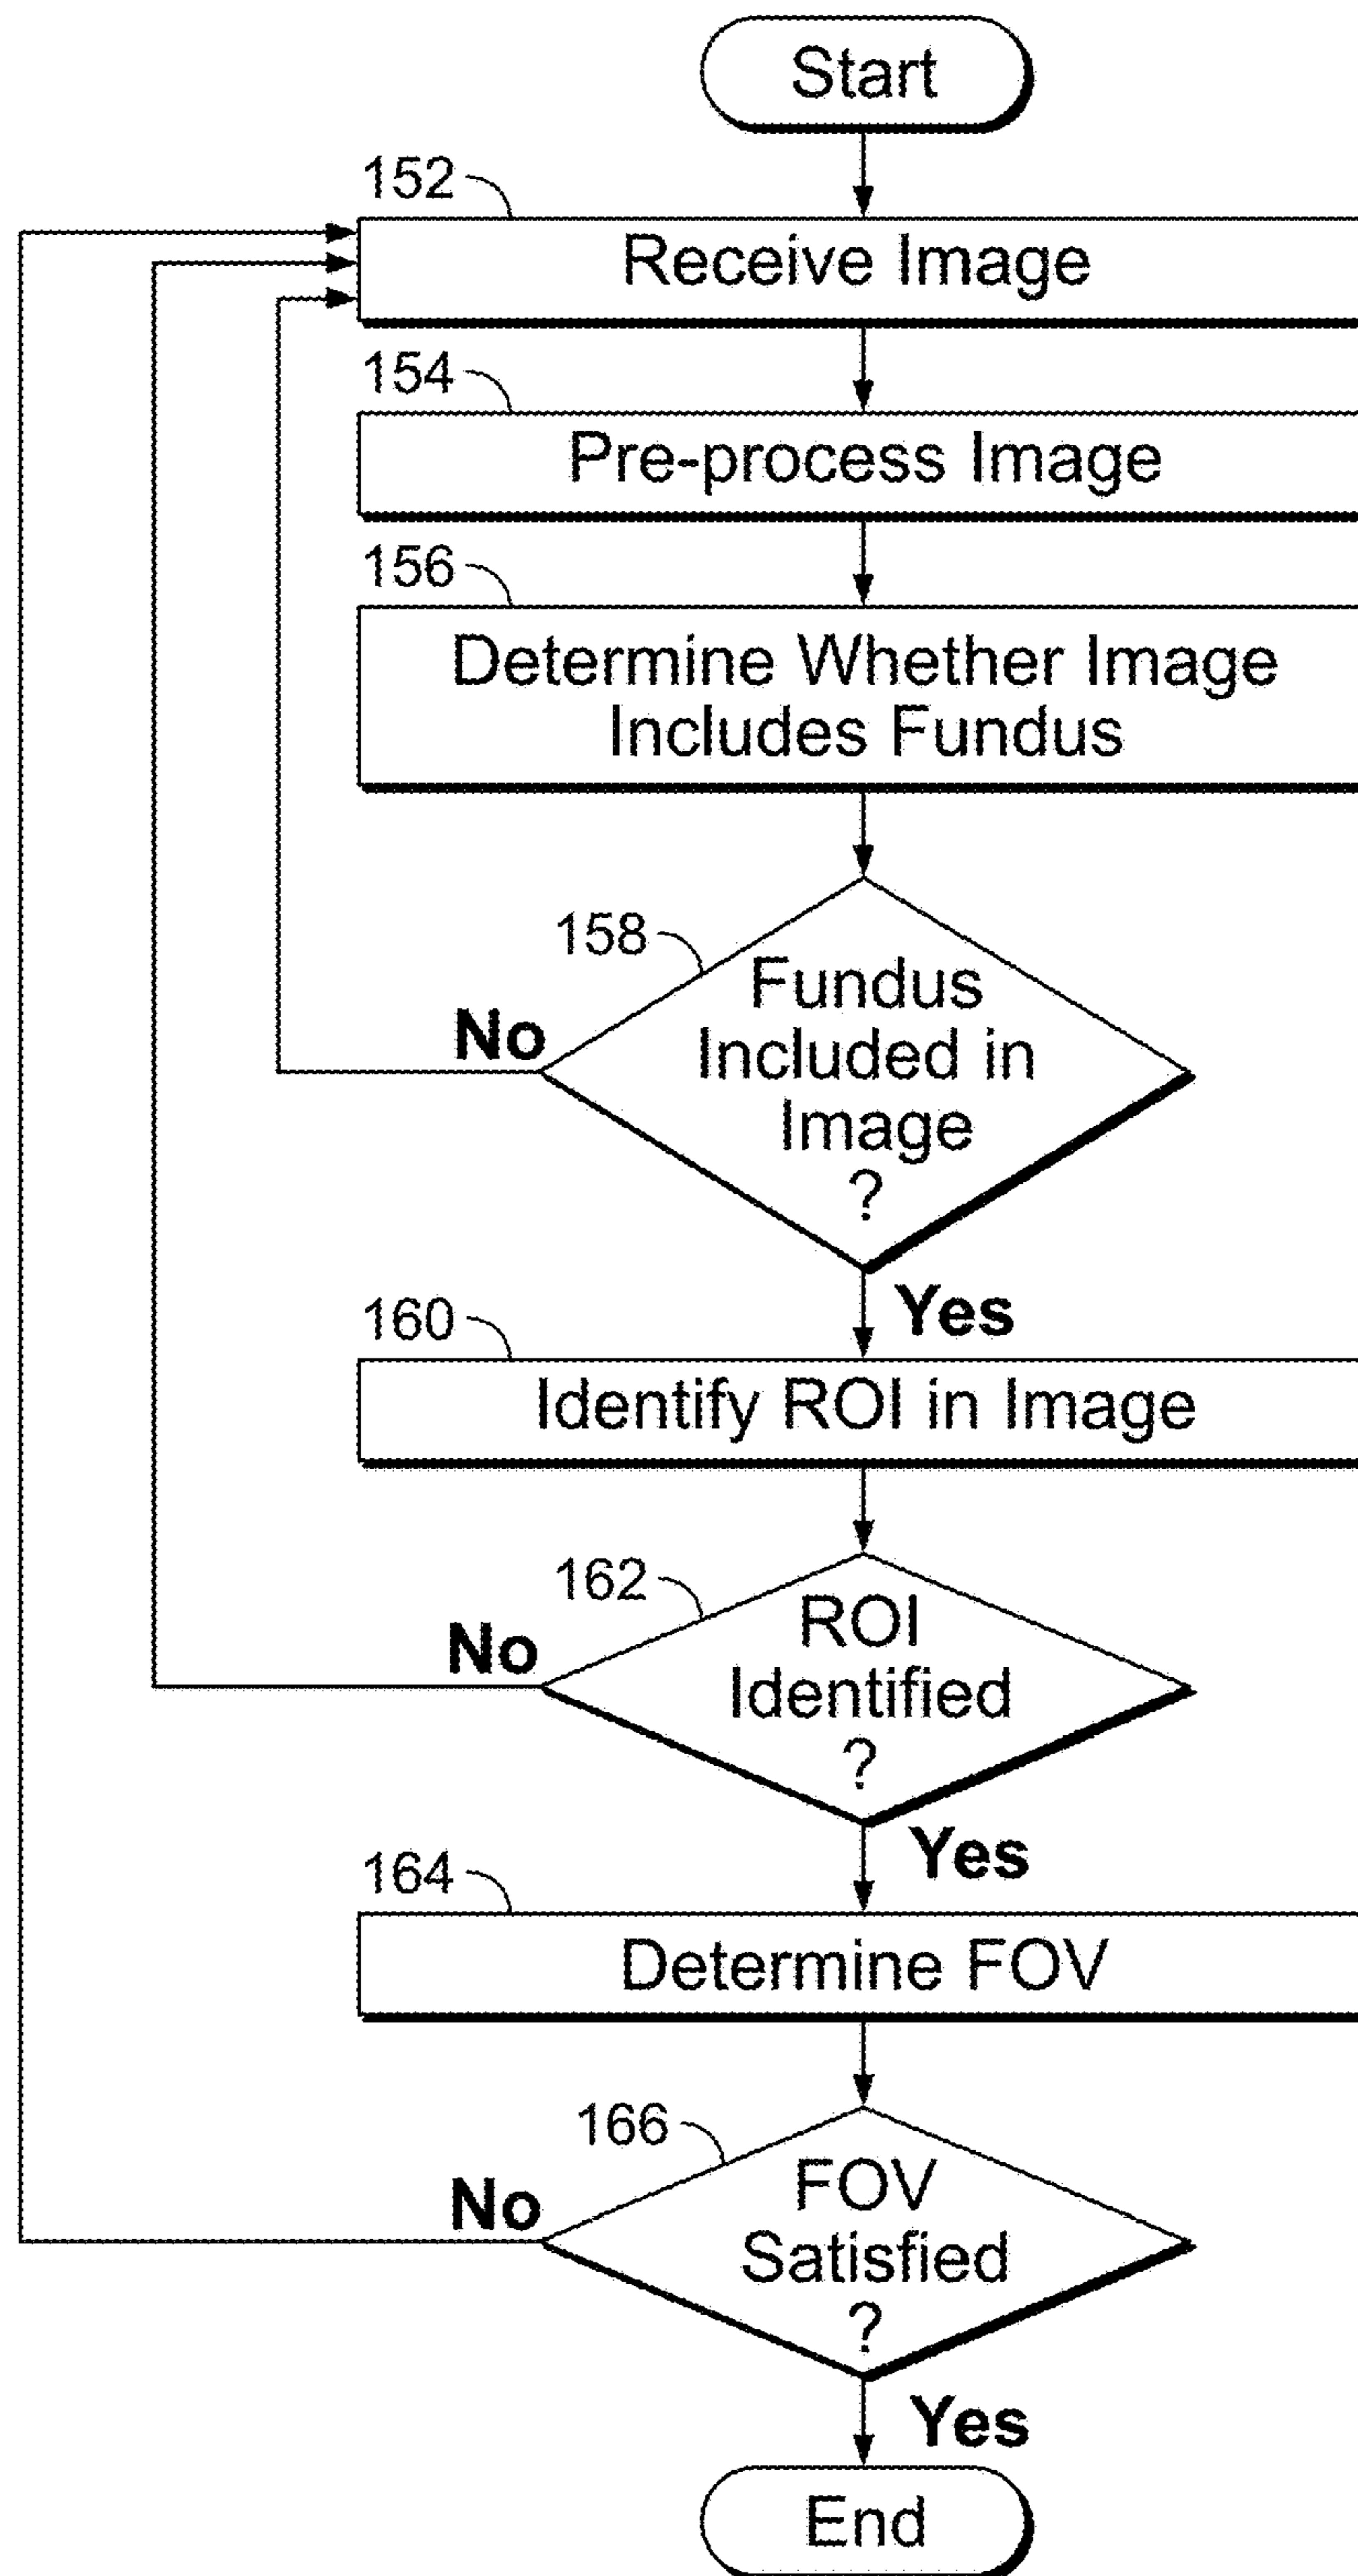 Start
152
Receive Image
154
Pre-process Image
156
Determine Whether Image
Includes Fundus
158
Fundus
Included in
Image
?
No
Yes
160
Identify ROI in Image
162
ROI
Identified
?
No
Yes
164
Determine FOV
166
FOV
Satisfied
?
No
Yes
End